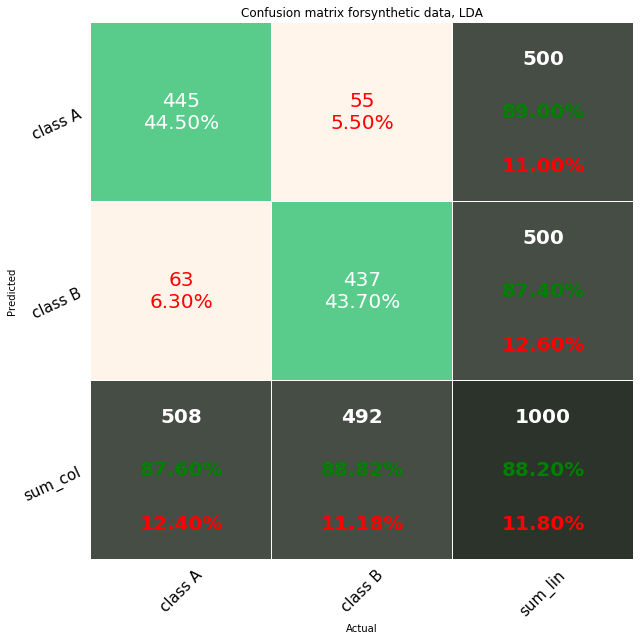 Confusion matrix forsynthetic data, LDA
Predicted
class A
445
44.50%
55
5.50%
500
89.00%
11.00%
class B
63
6.30%
437
43.70%
500
87.40%
12.60%
sum_col
508
87.60%
12.40%
492
88.82%
11.18%
1000
88.20%
11.80%
class A
class B
sum_lin
Actual